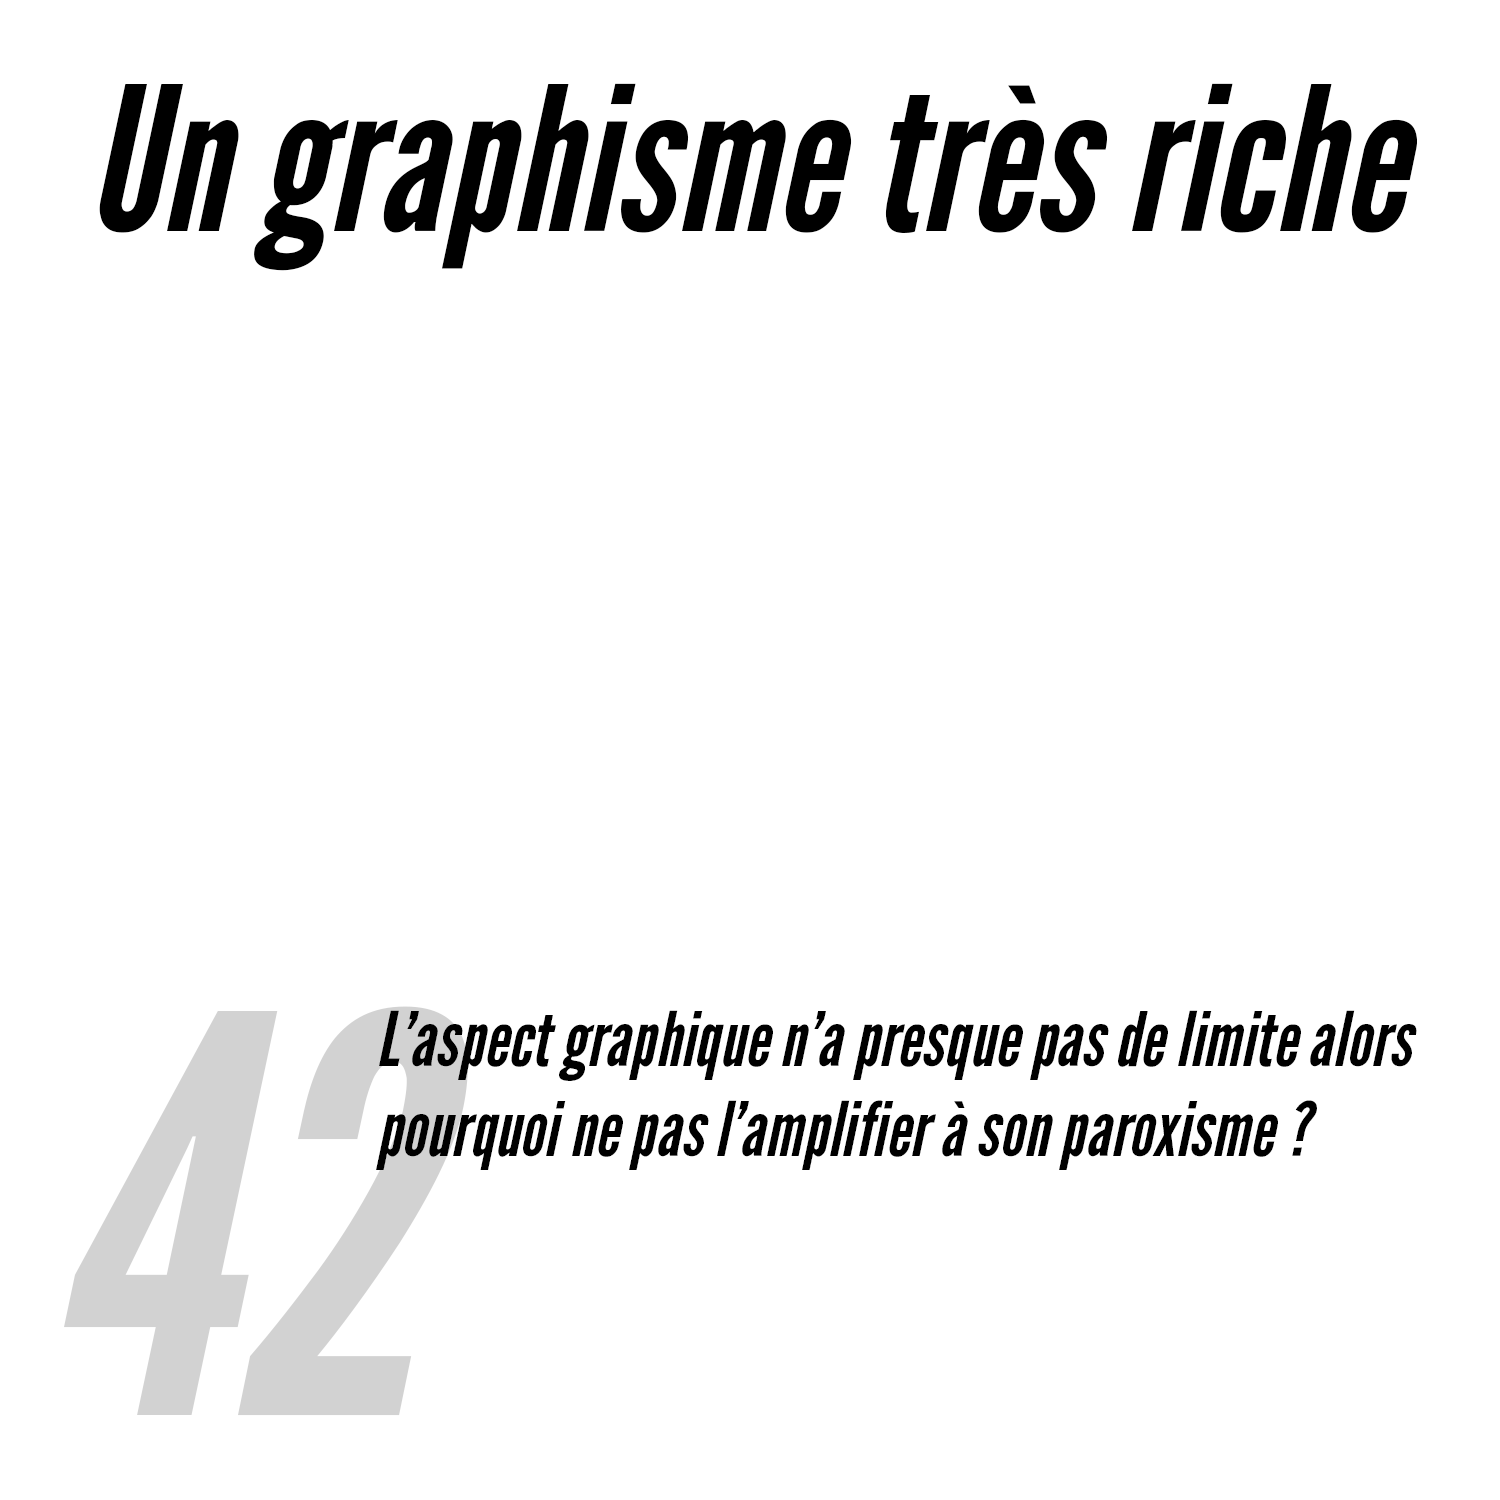 Un graphisme très riche
42
L’aspect graphique n’a presque pas de limite alors
pourquoi ne pas l’amplifier à son paroxisme ?